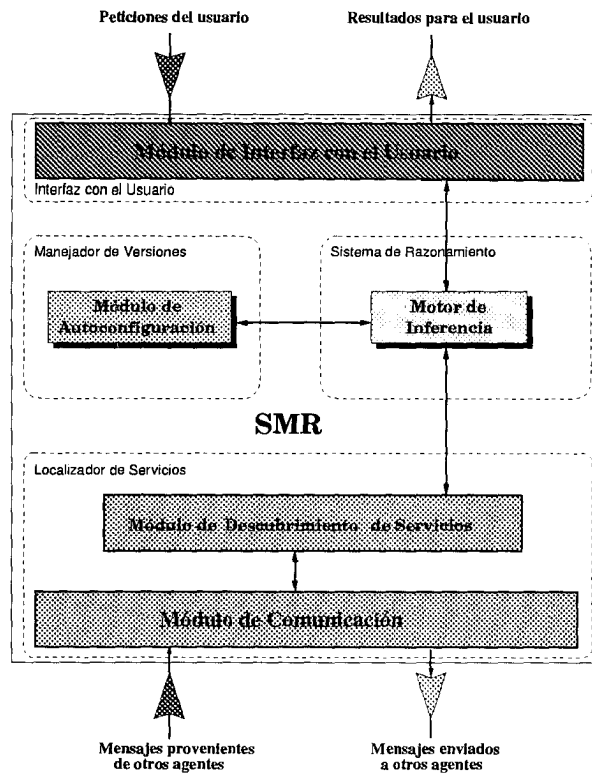 Peticiones del usuario
Resultados para el usuario
Módulo de Interfaz con el Usuario
Interfaz con el Usuario
Manejador de Versiones
Sistema de Razonamiento
Módulo de
Autoconfiguración
Motor de
Inferencia
SMR
Localizador de Servicios
Módulo de Descubrimiento de Servicios
Módulo de Comunicación
Mensajes provenientes
de otros agentes
Mensajes enviados
a otros agentes